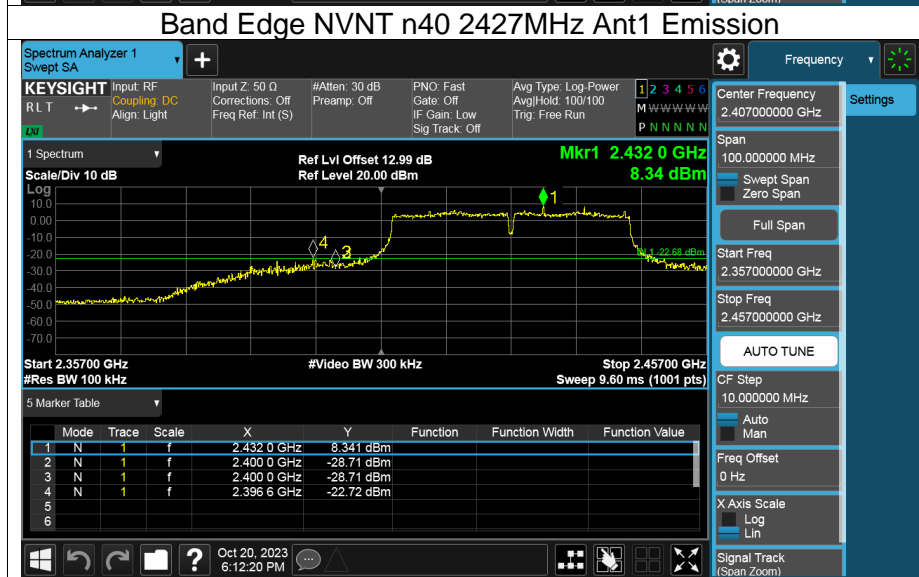 (Span Zoom)
Band Edge NVNT n40 2427MHz Ant1 Emission
Spectrum Analyzer 1
Swept SA
Frequency
KEYSIGHT
RLT
LXI
Input: RF
Coupling: DC
Align: Light
Input Z: 50 Ω
Corrections: Off
Freq Ref: Int (S)
#Atten: 30 dB
Preamp: Off
PNO: Fast
Gate: Off
IF Gain: Low
Sig Track: Off
Avg Type: Log-Power
Avg|Hold: 100/100
Trig: Free Run
1 2 3 4 5 6
M W W W W W
P N N N N N
Center Frequency
2.407000000 GHz
Settings
1 Spectrum
Scale/Div 10 dB
Ref Lvl Offset 12.99 dB
Ref Level 20.00 dBm
Mkr1 2.432 0 GHz
8.34 dBm
Span
100.000000 MHz
Swept Span
Zero Span
Full Span
Start Freq
2.357000000 GHz
Stop Freq
2.457000000 GHz
AUTO TUNE
CF Step
10.000000 MHz
Auto
Man
Freq Offset
0 Hz
X Axis Scale
Log
Lin
Signal Track
(Span Zoom)
Log
10.0
0.00
-10.0
-20.0
-30.0
-40.0
-50.0
-60.0
-70.0
1
4
3
DL1 -22.68 dBm
Start 2.35700 GHz
#Res BW 100 kHz
#Video BW 300 kHz
Stop 2.45700 GHz
Sweep 9.60 ms (1001 pts)
5 Marker Table
Mode Trace Scale X Y Function Function Width Function Value
1 N 1 f 2.432 0 GHz 8.341 dBm
2 N 1 f 2.400 0 GHz -28.71 dBm
3 N 1 f 2.400 0 GHz -28.71 dBm
4 N 1 f 2.396 6 GHz -22.72 dBm
5
6
Oct 20, 2023
6:12:20 PM